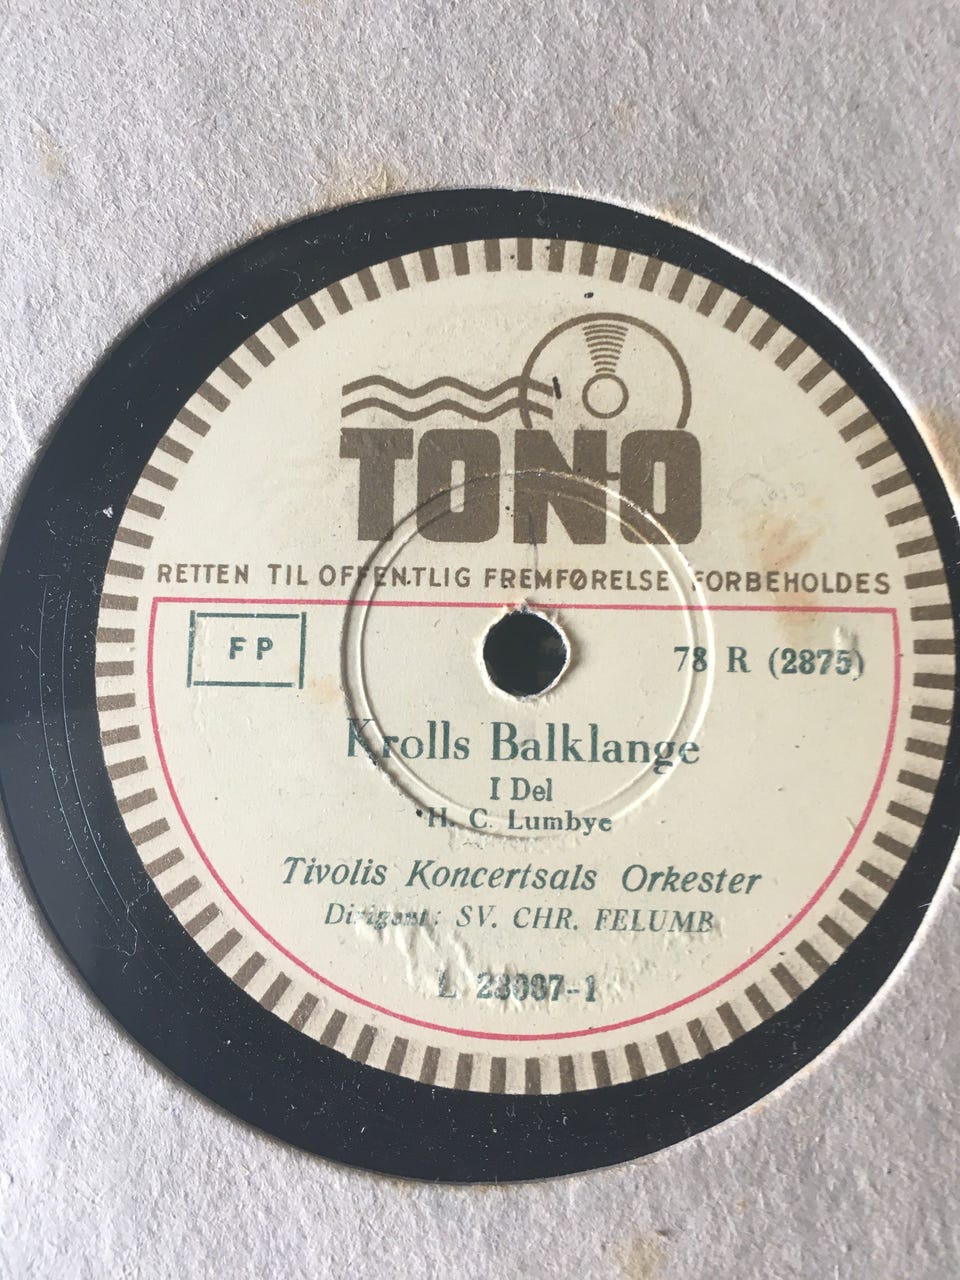 TONO
RETTEN TIL OFFENTLIG FREMFØRELSE FORBEHOLDES
FP
78 R (2875)
Krolls Balklange
I Del
H. C. Lumbye
Tivolis Koncertsals Orkester
Dirigent: SV. CHR. FELUMB
L